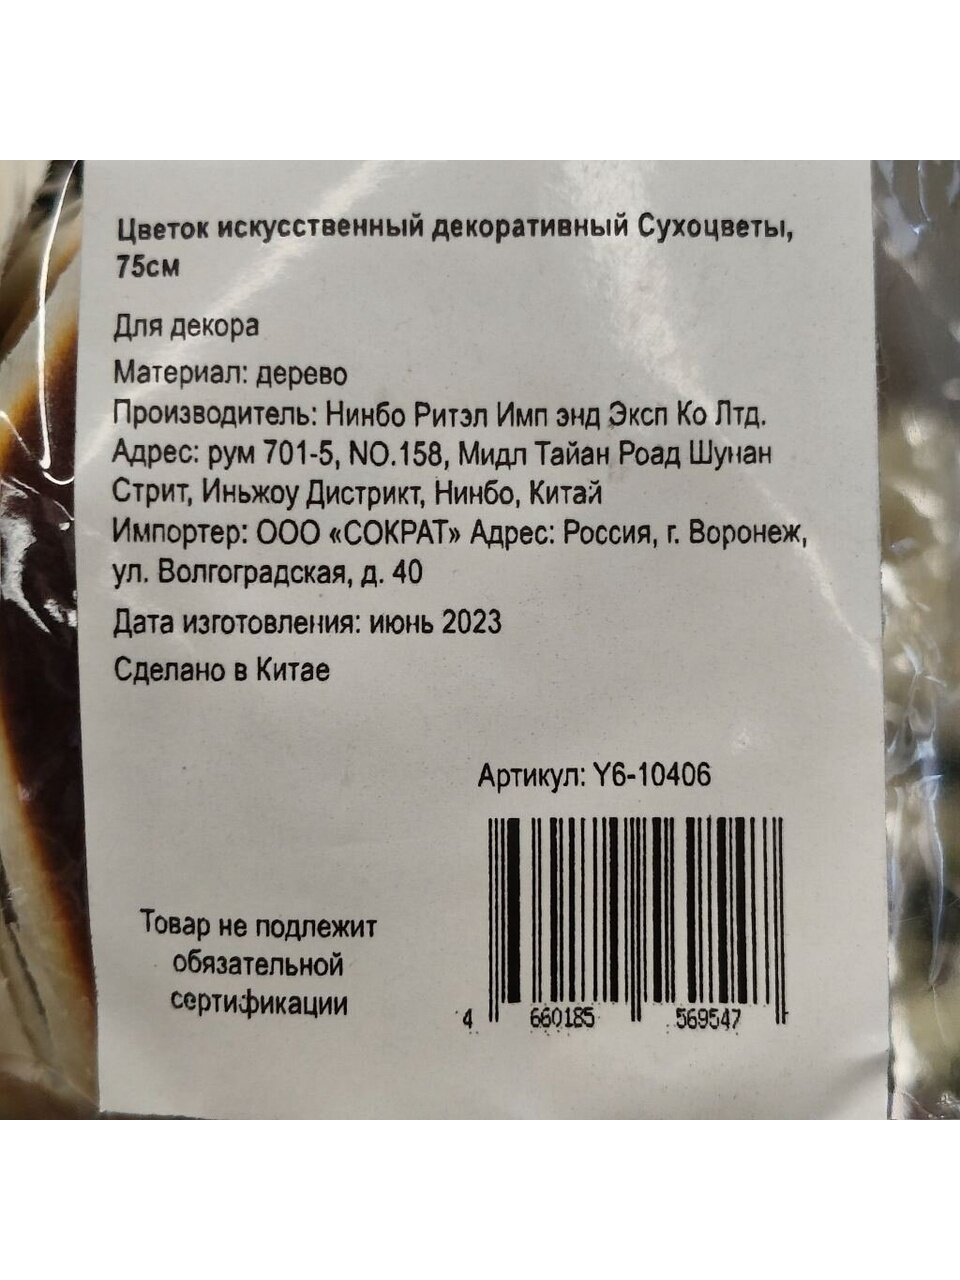 Цветок искусственный декоративный Сухоцветы,
75см
Для декора
Материал: дерево
Производитель: Нинбо Ритэл Имп энд Эксп Ко Лтд.
Адрес: рум 701-5, NO.158, Мидл Тайан Роад Шунан
Стрит, Иньжоу Дистрикт, Нинбо, Китай
Импортер: ООО «СОКРАТ» Адрес: Россия, г. Воронеж,
ул. Волгоградская, д. 40
Дата изготовления: июнь 2023
Сделано в Китае
Артикул: Y6-10406
Товар не подлежит
обязательной
сертификации
4 660185 569547